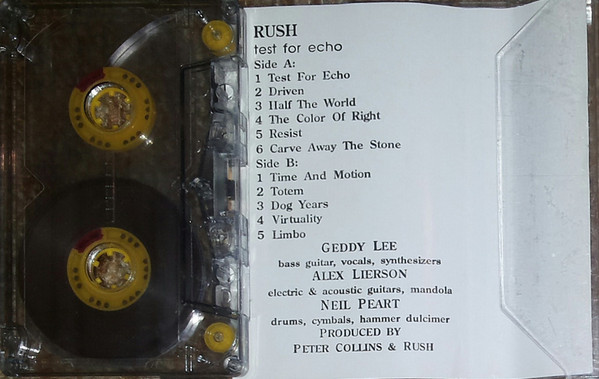 RUSH
test for echo
Side A:
1 Test For Echo
2 Driven
3 Half The World
4 The Color Of Right
5 Resist
6 Carve Away The Stone
Side B:
1 Time And Motion
2 Totem
3 Dog Years
4 Virtuality
5 Limbo
GEDDY LEE
bass guitar, vocals, synthesizers
ALEX LIERSON
electric & acoustic guitars, mandola
NEIL PEART
drums, cymbals, hammer dulcimer
PRODUCED BY
PETER COLLINS & RUSH